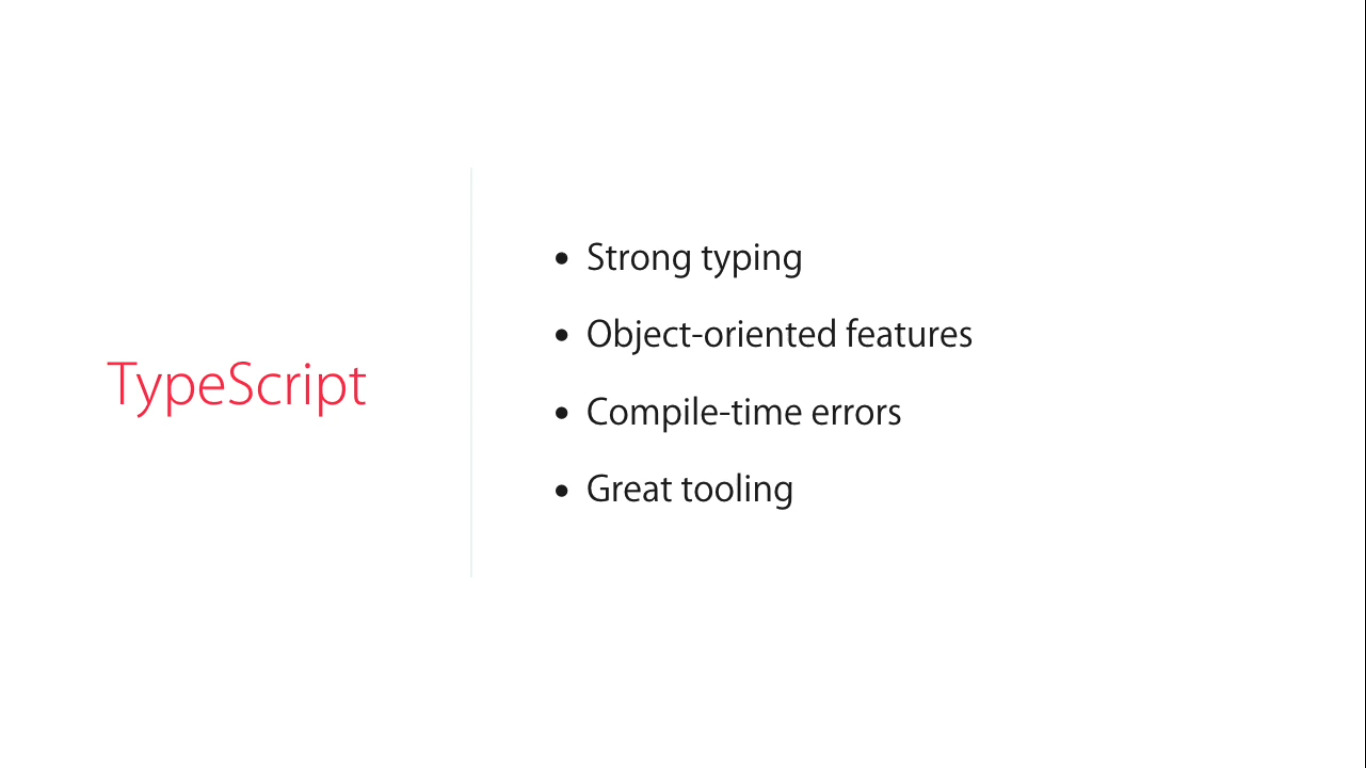 TypeScript
• Strong typing
• Object-oriented features
• Compile-time errors
• Great tooling